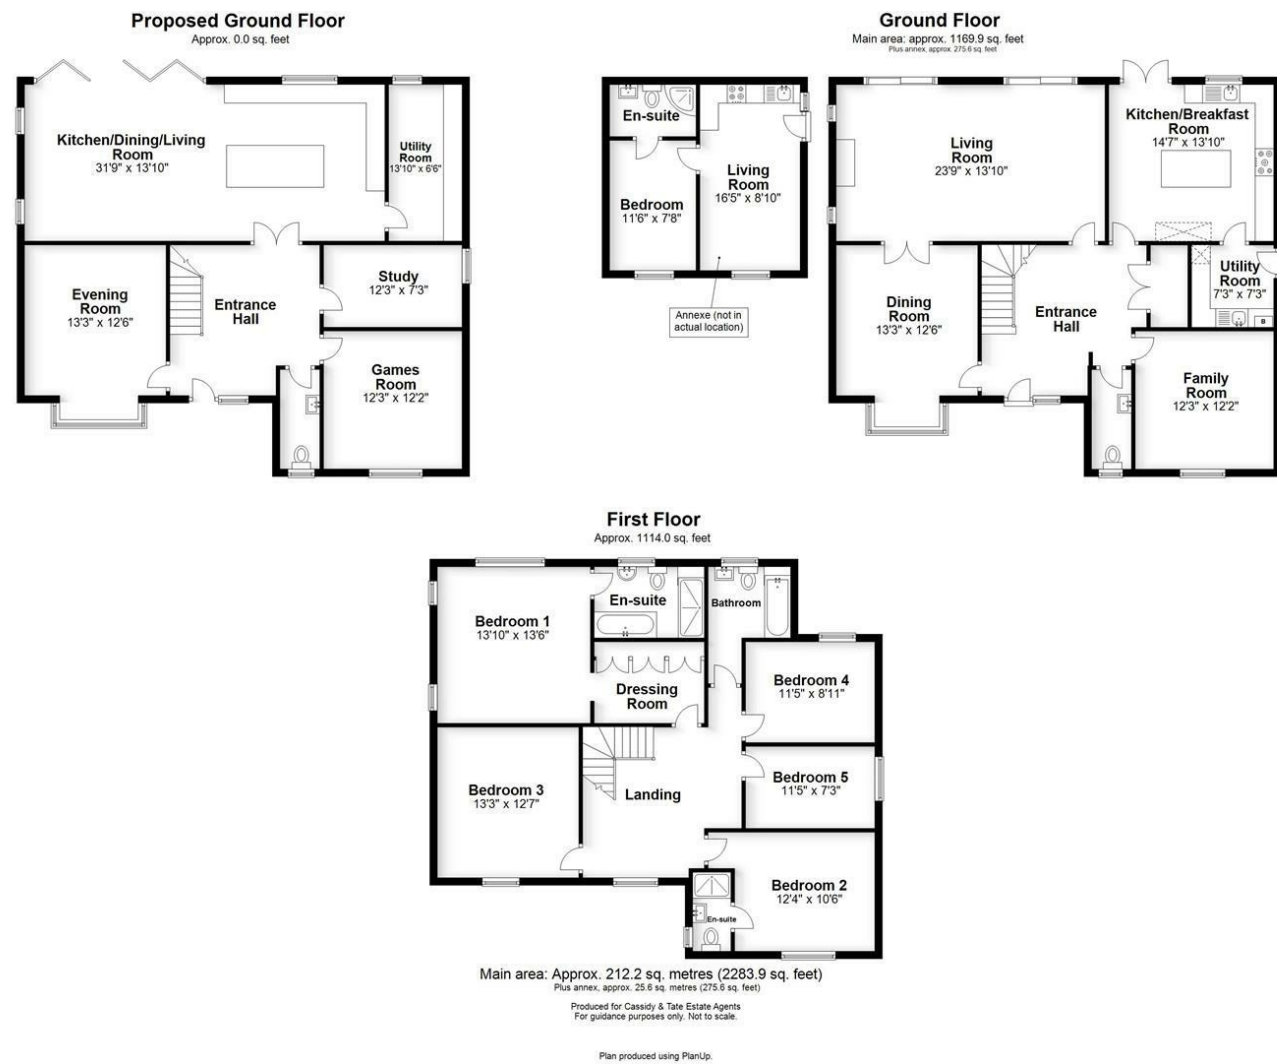 Proposed Ground Floor
Approx. 0.0 sq. feet
Kitchen/Dining/Living
Room
31'9" x 13'10"
Utility
Room
13'10" x 6'6"
Evening
Room
13'3" x 12'6"
Entrance
Hall
Study
12'3" x 7'3"
Games
Room
12'3" x 12'2"
Ground Floor
Main area: approx. 1169.9 sq. feet
Plus annex, approx. 275.6 sq. feet
En-suite
Bedroom
11'6" x 7'8"
Living
Room
16'5" x 8'10"
Annexe (not in
actual location)
Living
Room
23'9" x 13'10"
Kitchen/Breakfast
Room
14'7" x 13'10"
Dining
Room
13'3" x 12'6"
Entrance
Hall
Utility
Room
7'3" x 7'3"
B
Family
Room
12'3" x 12'2"
First Floor
Approx. 1114.0 sq. feet
Bedroom 1
13'10" x 13'6"
En-suite
Bathroom
Dressing
Room
Bedroom 4
11'5" x 8'11"
Bedroom 3
13'3" x 12'7"
Landing
Bedroom 5
11'5" x 7'3"
Bedroom 2
12'4" x 10'6"
En-suite
Main area: Approx. 212.2 sq. metres (2283.9 sq. feet)
Plus annex, approx. 25.6 sq. metres (275.6 sq. feet)
Produced for Cassidy & Tate Estate Agents
For guidance purposes only. Not to scale.
Plan produced using PlanUp.